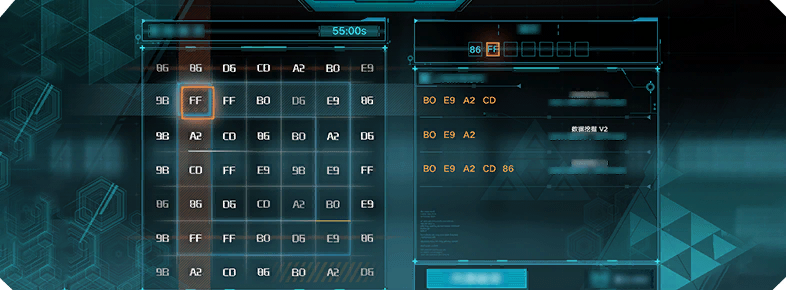 55:00s
86 FF
86 86 D6 CD A2 B0 E9
9B FF FF B0 D6 E9 86
9B A2 CD 86 B0 A2 D6
9B CD FF E9 9B E9 FF
86 86 D6 CD A2 B0 E9
9B FF FF B0 D6 E9 86
9B A2 CD 86 B0 A2 D6
B0 E9 A2 CD
B0 E9 A2
数据挖掘 V2
B0 E9 A2 CD 86